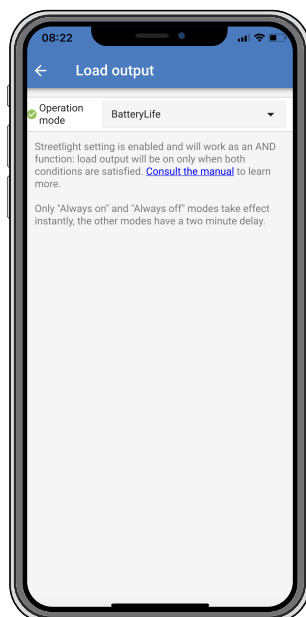 08:22
Load output
Operation
mode
BatteryLife
Streetlight setting is enabled and will work as an AND
function: load output will be on only when both
conditions are satisfied. Consult the manual to learn
more.
Only "Always on" and "Always off" modes take effect
instantly, the other modes have a two minute delay.